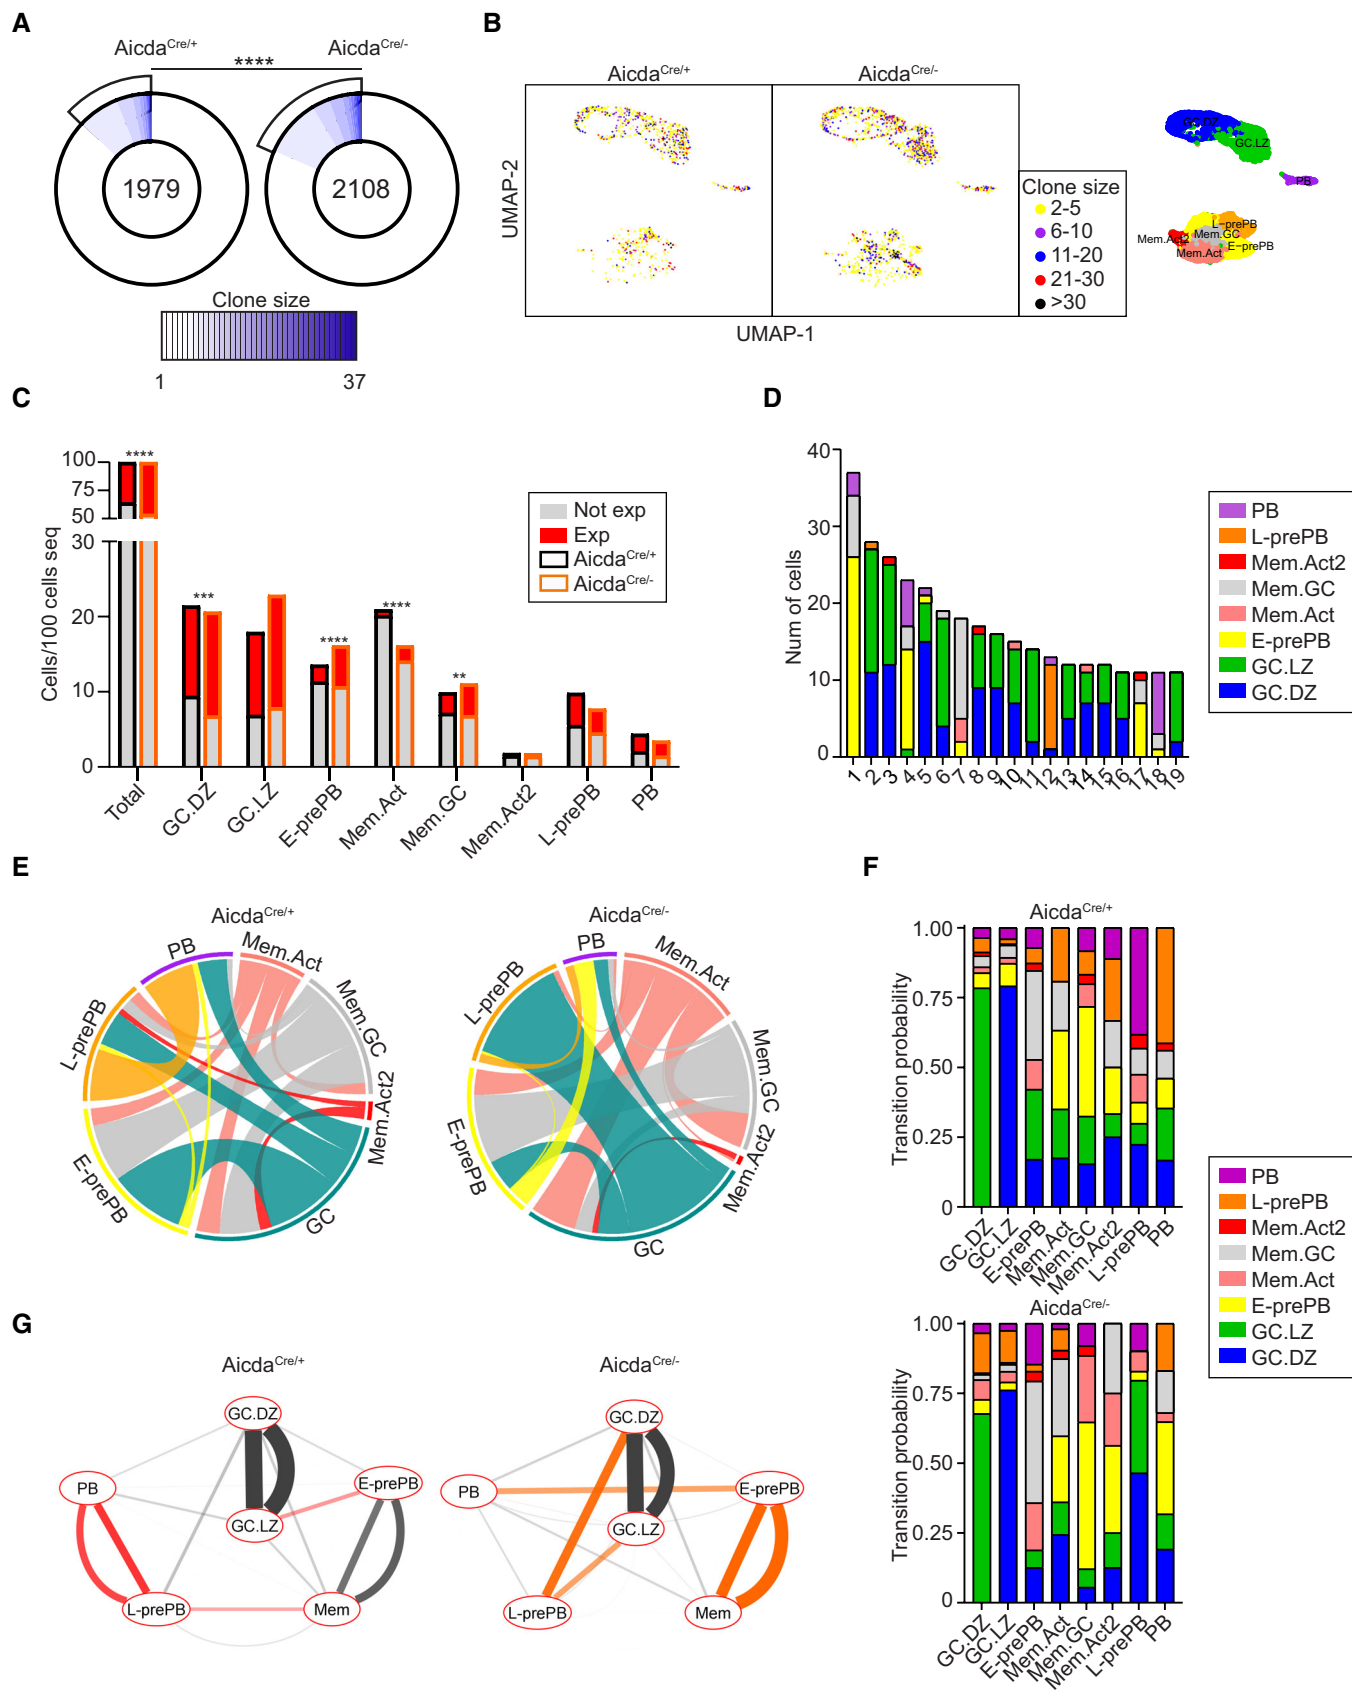 A
Aicda^Cre/+
Aicda^Cre/-
****
1979
2108
Clone size
1
37
B
Aicda^Cre/+
Aicda^Cre/-
UMAP-2
UMAP-1
Clone size
2-5
6-10
11-20
21-30
>30
GC.DZ
GC.LZ
PB
L-prePB
Mem.Act2
Mem.GC
E-prePB
Mem.Act
C
Cells/100 cells seq
100
75
50
30
20
10
0
****
***
****
****
**
Not exp
Exp
Aicda^Cre/+
Aicda^Cre/-
Total
GC.DZ
GC.LZ
E-prePB
Mem.Act
Mem.GC
Mem.Act2
L-prePB
PB
D
Num of cells
40
30
20
10
0
1 2 3 4 5 6 7 8 9 10 11 12 13 14 15 16 17 18 19
PB
L-prePB
Mem.Act2
Mem.GC
Mem.Act
E-prePB
GC.LZ
GC.DZ
E
Aicda^Cre/+
PB
Mem.Act
Mem.GC
Mem.Act2
GC
E-prePB
L-prePB
Aicda^Cre/-
PB
Mem.Act
Mem.GC
Mem.Act2
GC
E-prePB
L-prePB
F
Aicda^Cre/+
Transition probability
1.00
0.75
0.50
0.25
0
GC.DZ
GC.LZ
E-prePB
Mem.Act
Mem.GC
Mem.Act2
L-prePB
PB
Aicda^Cre/-
Transition probability
1.00
0.75
0.50
0.25
0
GC.DZ
GC.LZ
E-prePB
Mem.Act
Mem.GC
Mem.Act2
L-prePB
PB
PB
L-prePB
Mem.Act2
Mem.GC
Mem.Act
E-prePB
GC.LZ
GC.DZ
G
Aicda^Cre/+
GC.DZ
PB
E-prePB
GC.LZ
L-prePB
Mem
Aicda^Cre/-
GC.DZ
PB
E-prePB
GC.LZ
L-prePB
Mem